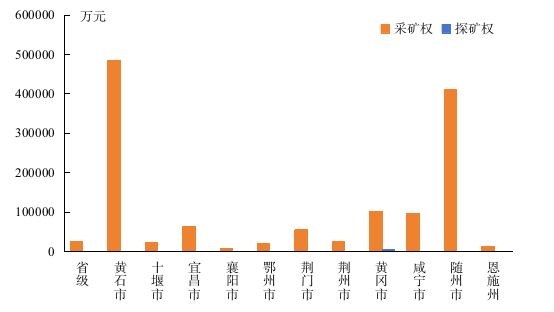 万元
采矿权 探矿权
600000
500000
400000
300000
200000
100000
0
省级
黄石市
十堰市
宜昌市
襄阳市
鄂州市
荆门市
荆州市
黄冈市
咸宁市
随州市
恩施州